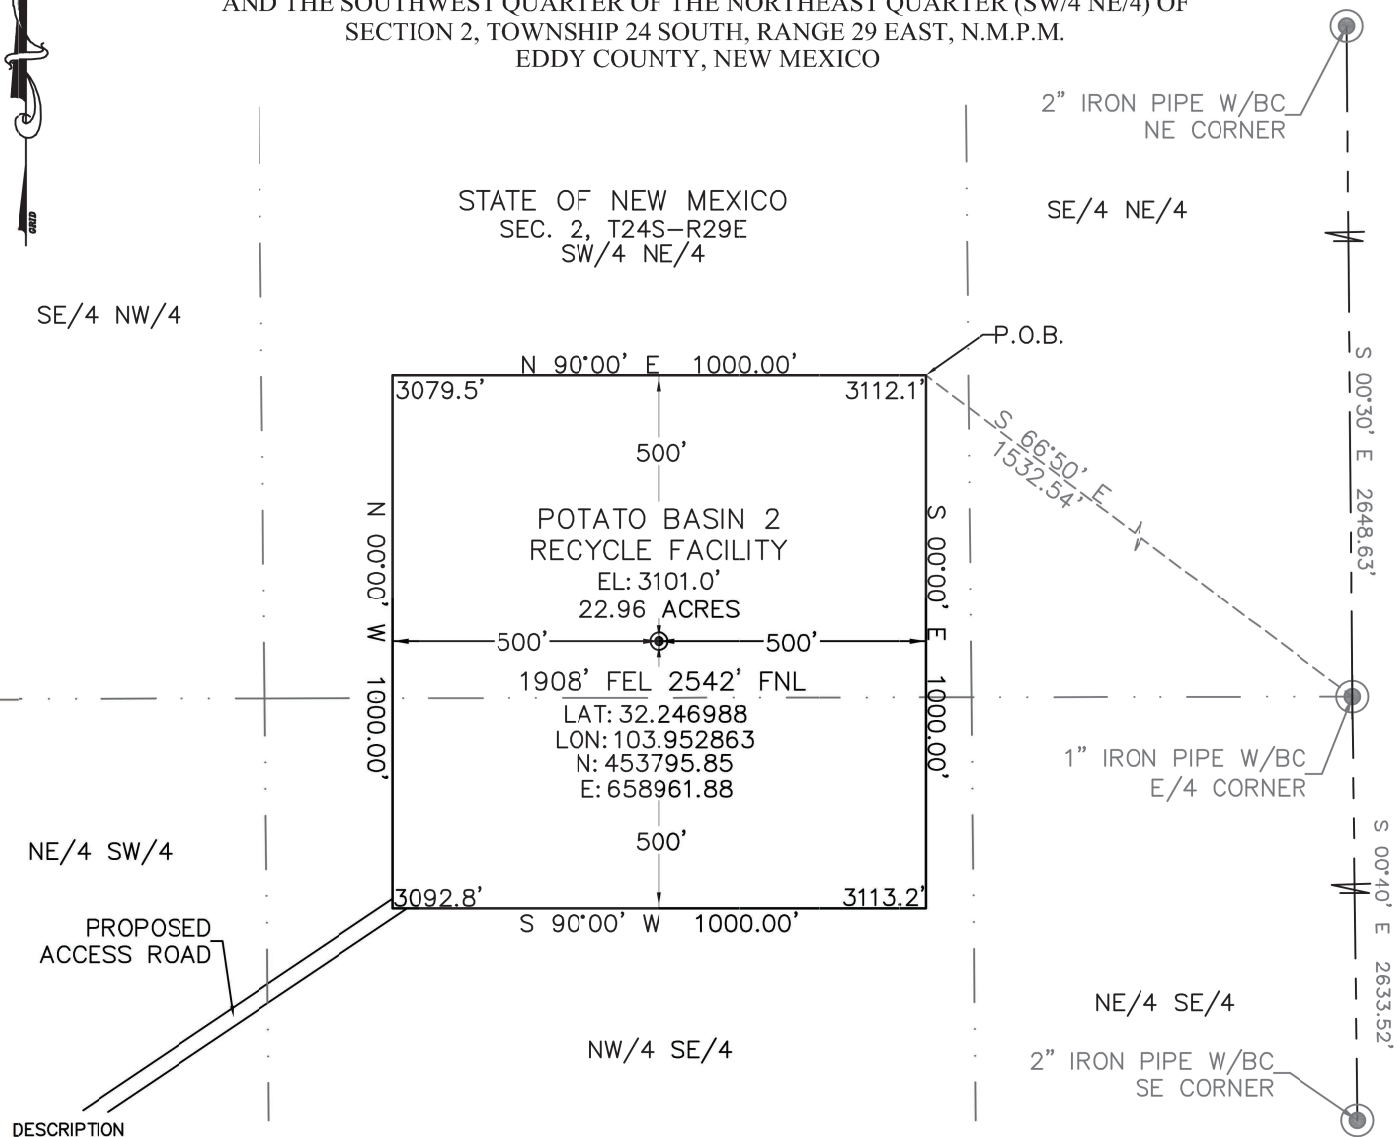 AND THE SOUTHWEST QUARTER OF THE NORTHEAST QUARTER (SW/4 NE/4) OF
SECTION 2, TOWNSHIP 24 SOUTH, RANGE 29 EAST, N.M.P.M.
EDDY COUNTY, NEW MEXICO
GRID
2" IRON PIPE W/BC
NE CORNER
STATE OF NEW MEXICO
SEC. 2, T24S-R29E
SW/4 NE/4
SE/4 NE/4
SE/4 NW/4
P.O.B.
N 90°00' E 1000.00'
3079.5'
3112.1'
S 66°50' E
1532.54'
S 00°30' E 2648.63'
500'
N 00°00' W 1000.00'
S 00°00' E 1000.00'
POTATO BASIN 2
RECYCLE FACILITY
EL: 3101.0'
22.96 ACRES
500'
500'
1908' FEL 2542' FNL
LAT: 32.246988
LON: 103.952863
N: 453795.85
E: 658961.88
500'
1" IRON PIPE W/BC
E/4 CORNER
S 00°40' E 2633.52'
NE/4 SW/4
3092.8'
3113.2'
S 90°00' W 1000.00'
PROPOSED
ACCESS ROAD
NE/4 SE/4
NW/4 SE/4
2" IRON PIPE W/BC
SE CORNER
DESCRIPTION